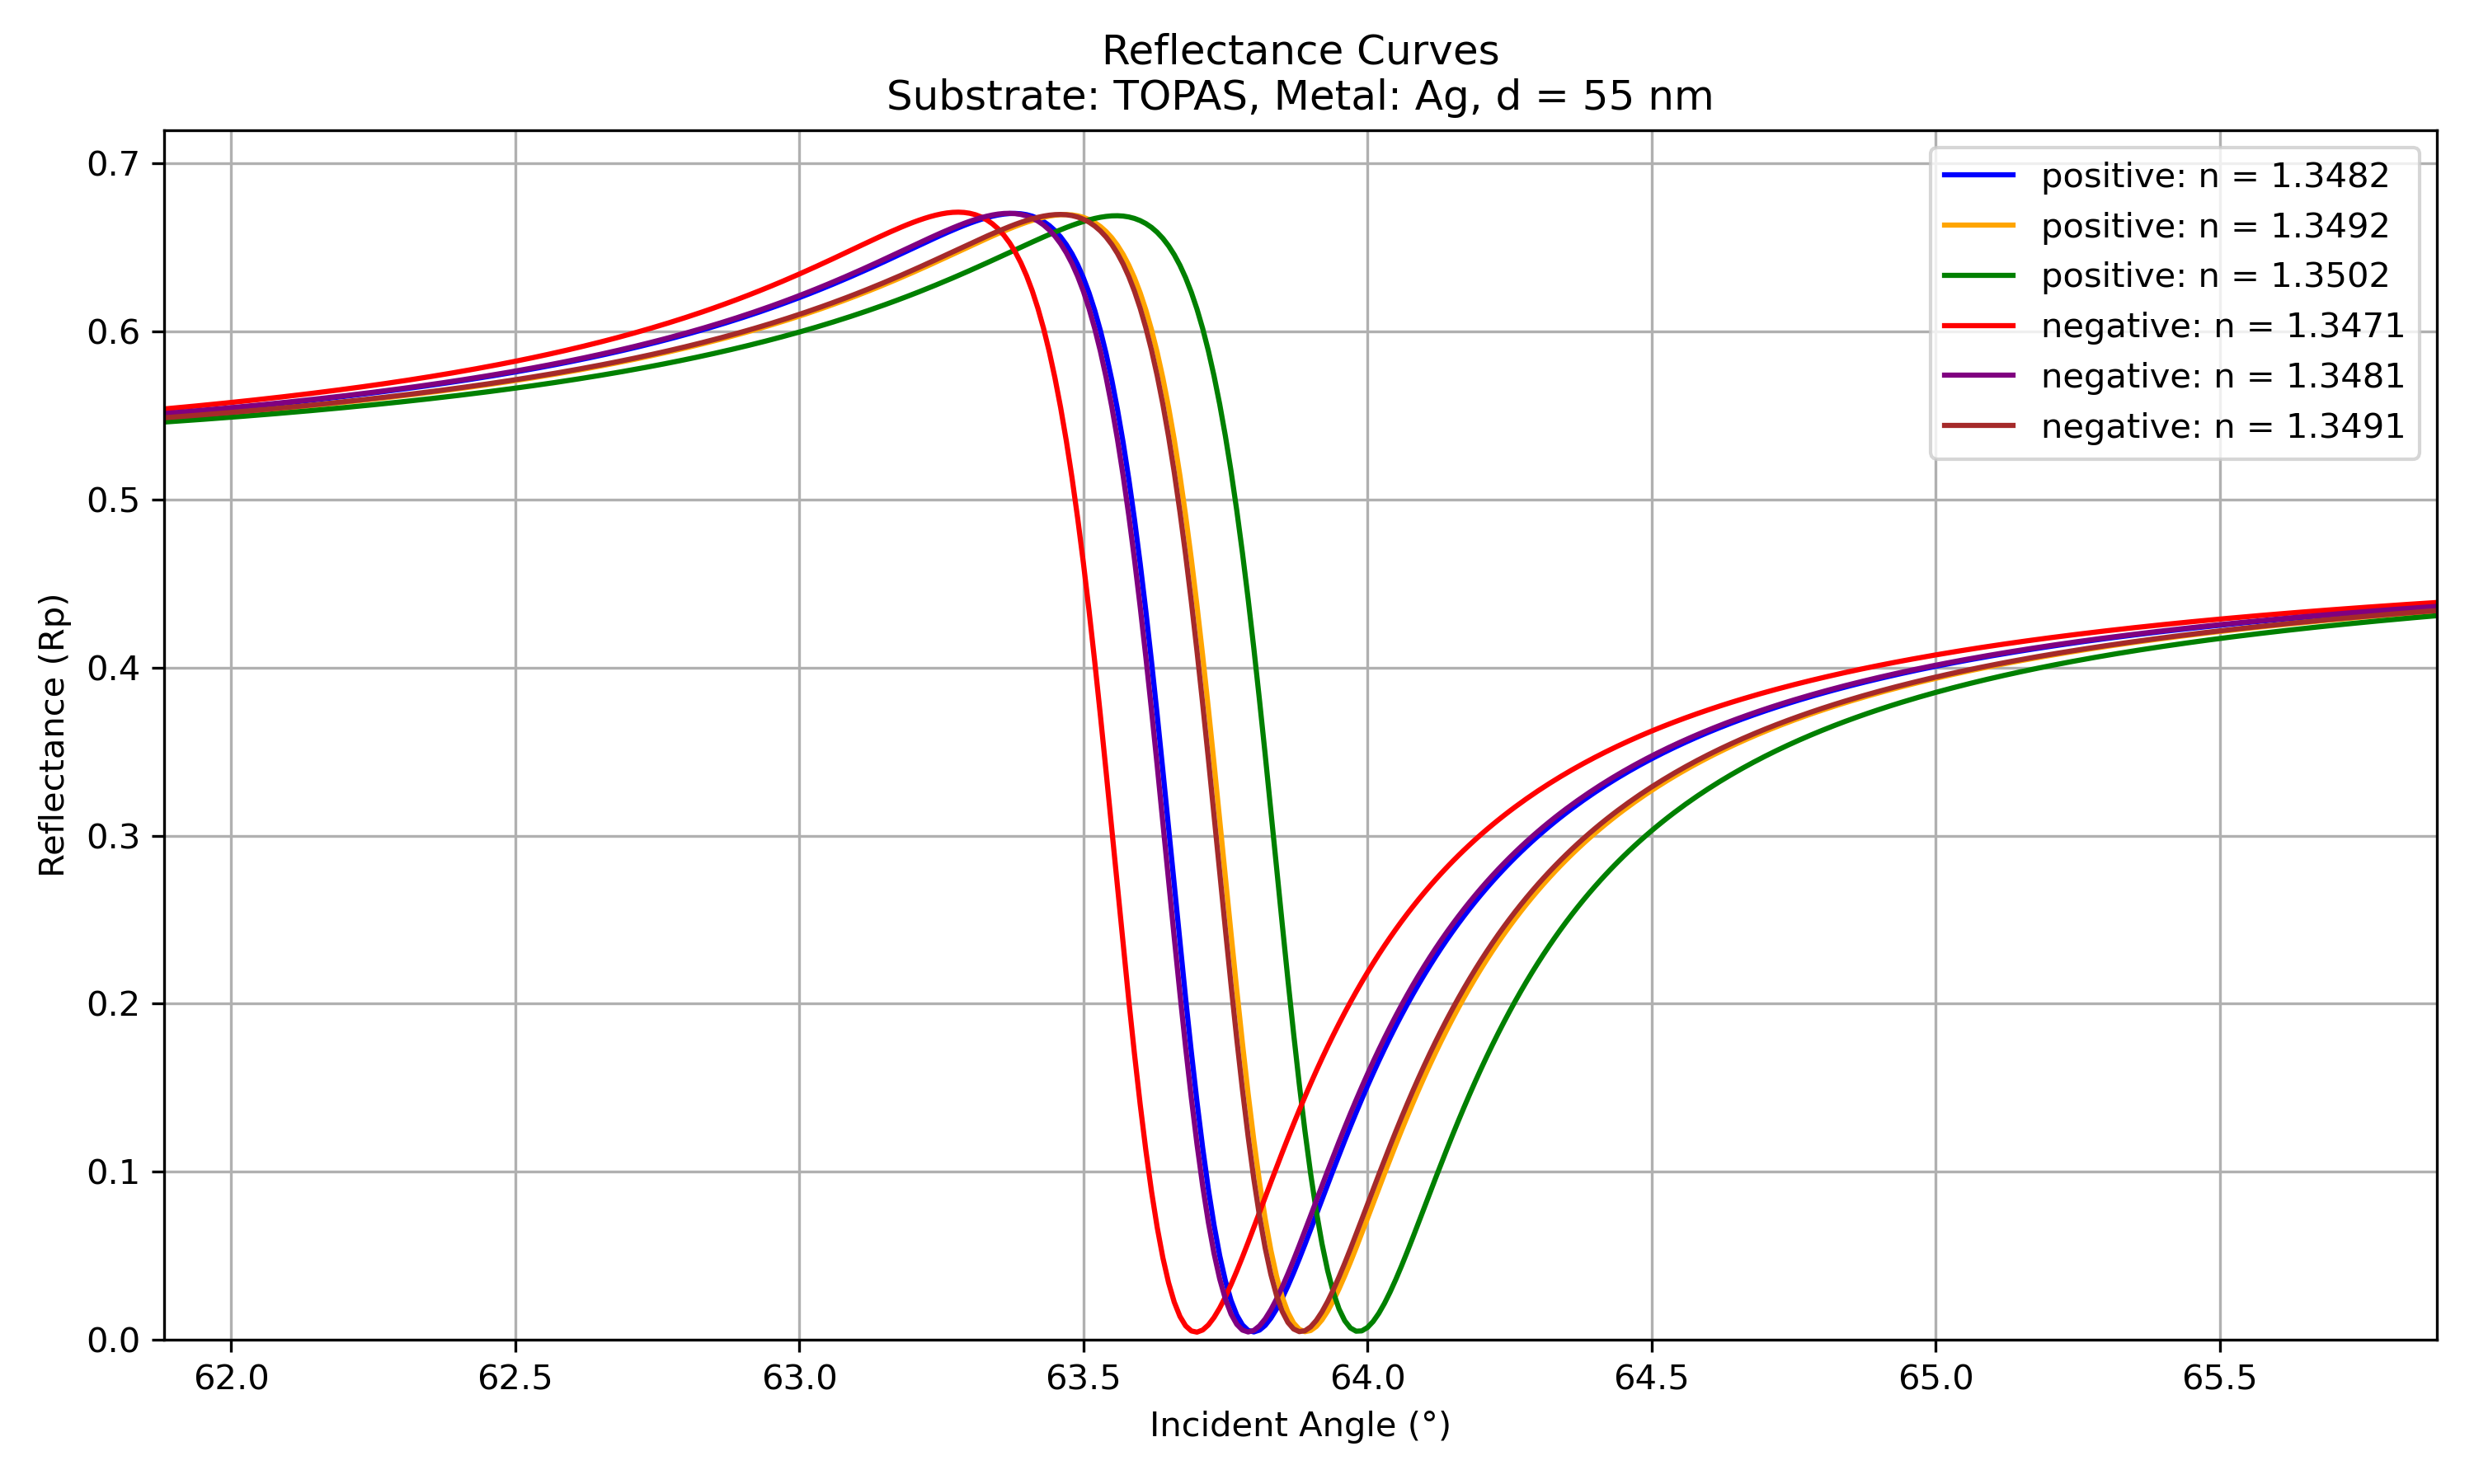 Reflectance Curves
Substrate: TOPAS, Metal: Ag, d = 55 nm
positive: n = 1.3482
positive: n = 1.3492
positive: n = 1.3502
negative: n = 1.3471
negative: n = 1.3481
negative: n = 1.3491
Reflectance (Rp)
0.7
0.6
0.5
0.4
0.3
0.2
0.1
0.0
62.0 62.5 63.0 63.5 64.0 64.5 65.0 65.5
Incident Angle (°)